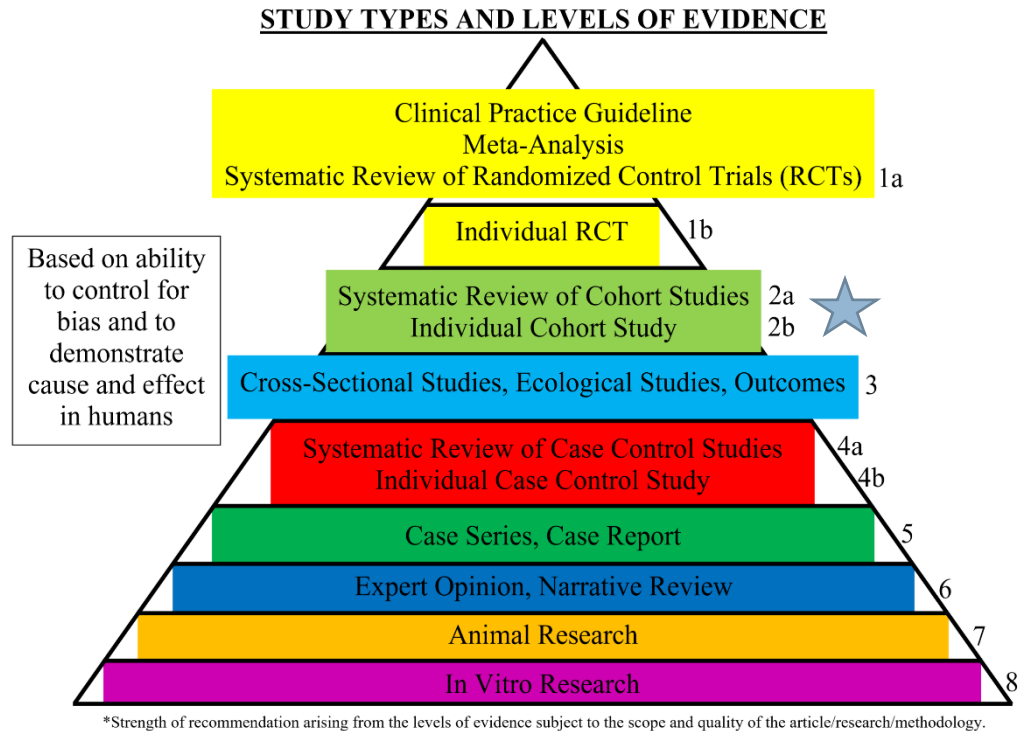 STUDY TYPES AND LEVELS OF EVIDENCE
Clinical Practice Guideline
Meta-Analysis
Systematic Review of Randomized Control Trials (RCTs)
1a
Individual RCT
1b
Based on ability
to control for
bias and to
demonstrate
cause and effect
in humans
Systematic Review of Cohort Studies
2a
Individual Cohort Study
2b
Cross-Sectional Studies, Ecological Studies, Outcomes
3
Systematic Review of Case Control Studies
4a
Individual Case Control Study
4b
Case Series, Case Report
5
Expert Opinion, Narrative Review
6
Animal Research
7
In Vitro Research
8
*Strength of recommendation arising from the levels of evidence subject to the scope and quality of the article/research/methodology.